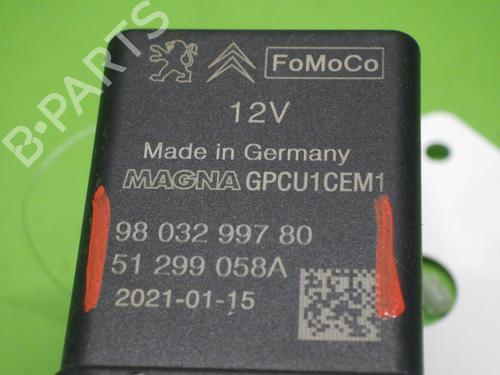 FoMoCo
12V
Made in Germany
MAGNA GPCU1CEM1
98 032 997 80
51 299 058A
2021-01-15
B-PARTS